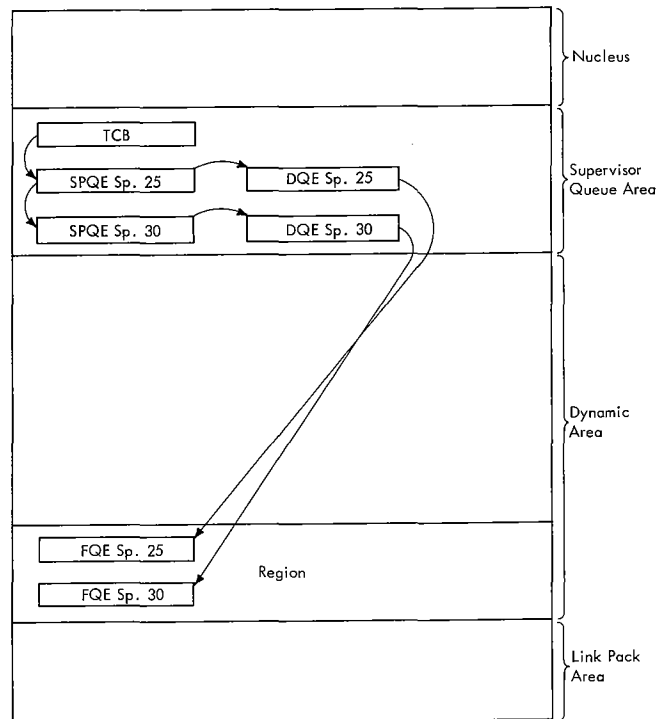 Nucleus
TCB
SPQE Sp. 25
DQE Sp. 25
Supervisor
Queue Area
SPQE Sp. 30
DQE Sp. 30
Dynamic
Area
FQE Sp. 25
Region
FQE Sp. 30
Link Pack
Area